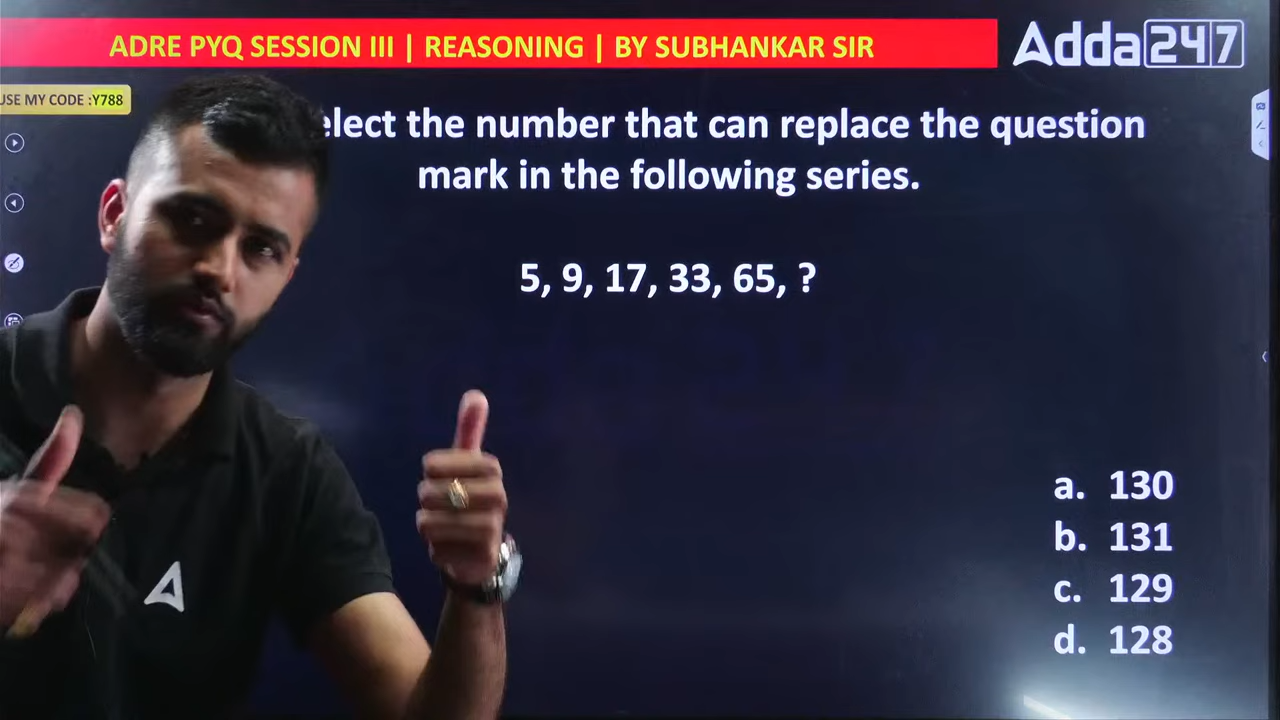 ADRE PYQ SESSION III | REASONING | BY SUBHANKAR SIR
Adda247
USE MY CODE :Y788
elect the number that can replace the question
mark in the following series.
5, 9, 17, 33, 65, ?
a. 130
b. 131
c. 129
d. 128